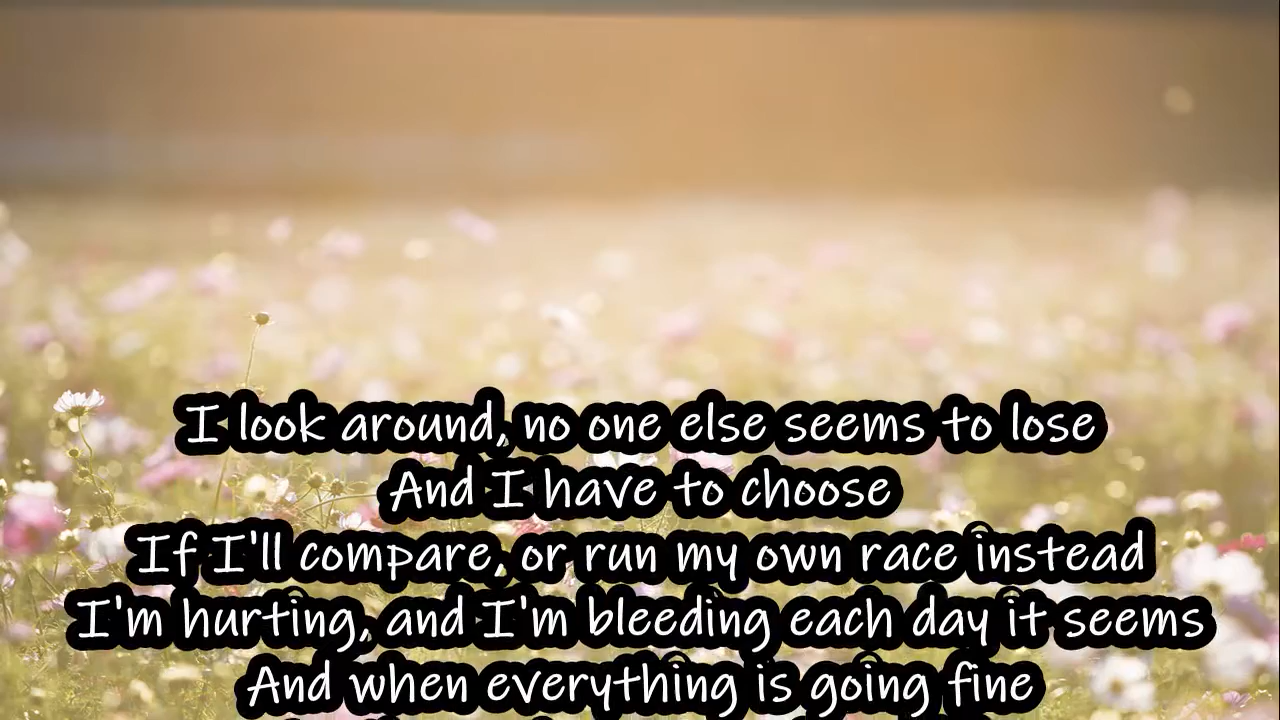 I look around, no one else seems to lose
And I have to choose
If I'll compare, or run my own race instead
I'm hurting, and I'm bleeding each day it seems
And when everything is going fine